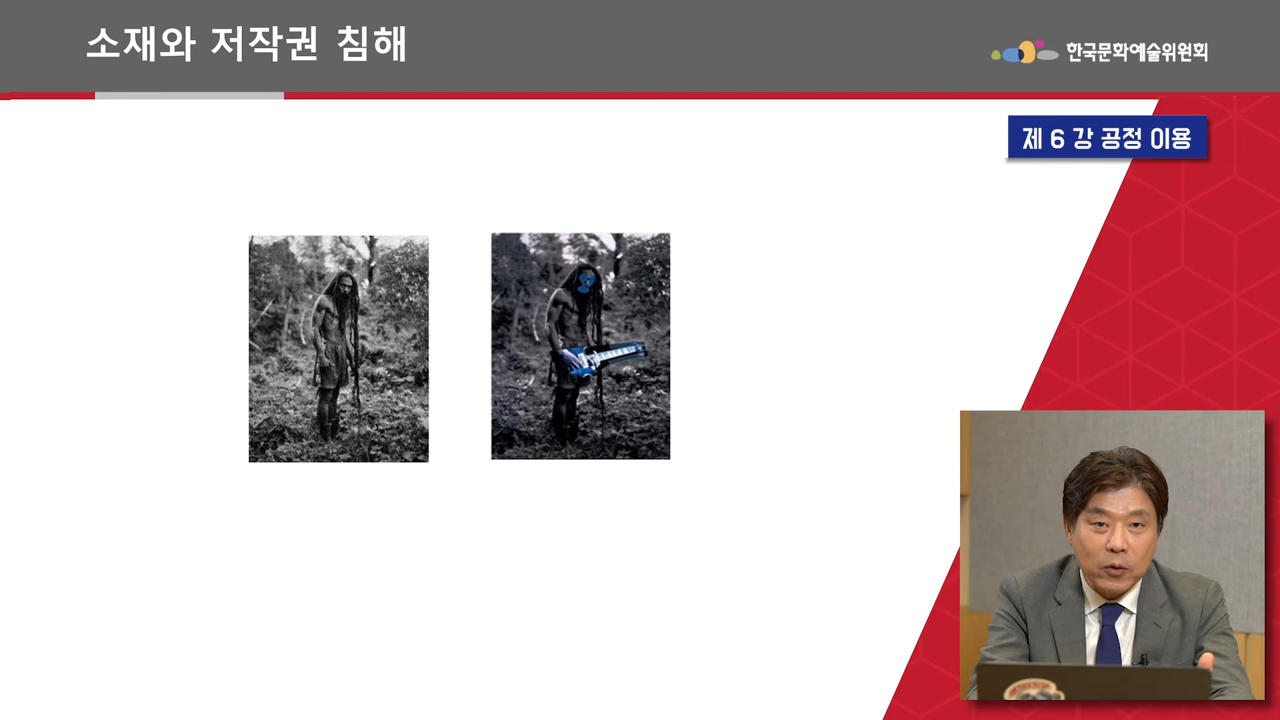 소재와 저작권 침해
한국문화예술위원회
제 6 강 공정 이용